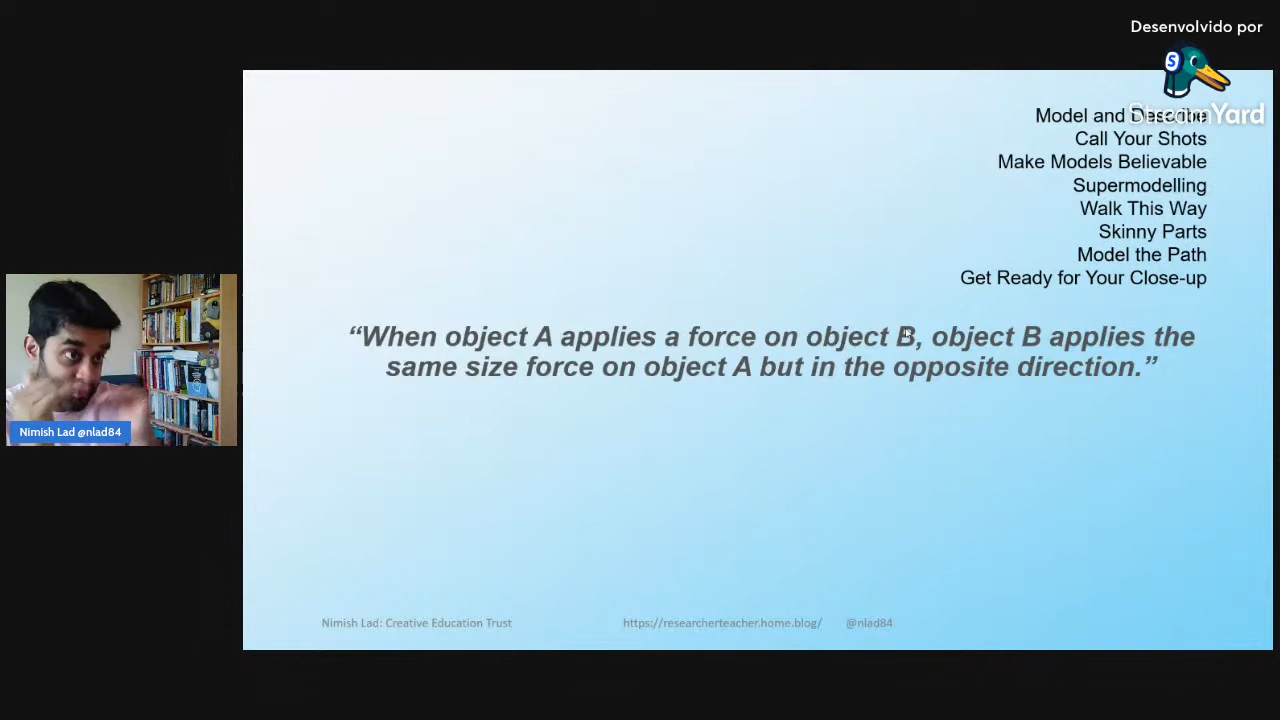 Desenvolvido por
StreamYard
Model and Describe
Call Your Shots
Make Models Believable
Supermodelling
Walk This Way
Skinny Parts
Model the Path
Get Ready for Your Close-up
“When object A applies a force on object B, object B applies the
same size force on object A but in the opposite direction.”
Nimish Lad @nlad84
Nimish Lad: Creative Education Trust https://researcherteacher.home.blog/ @nlad84